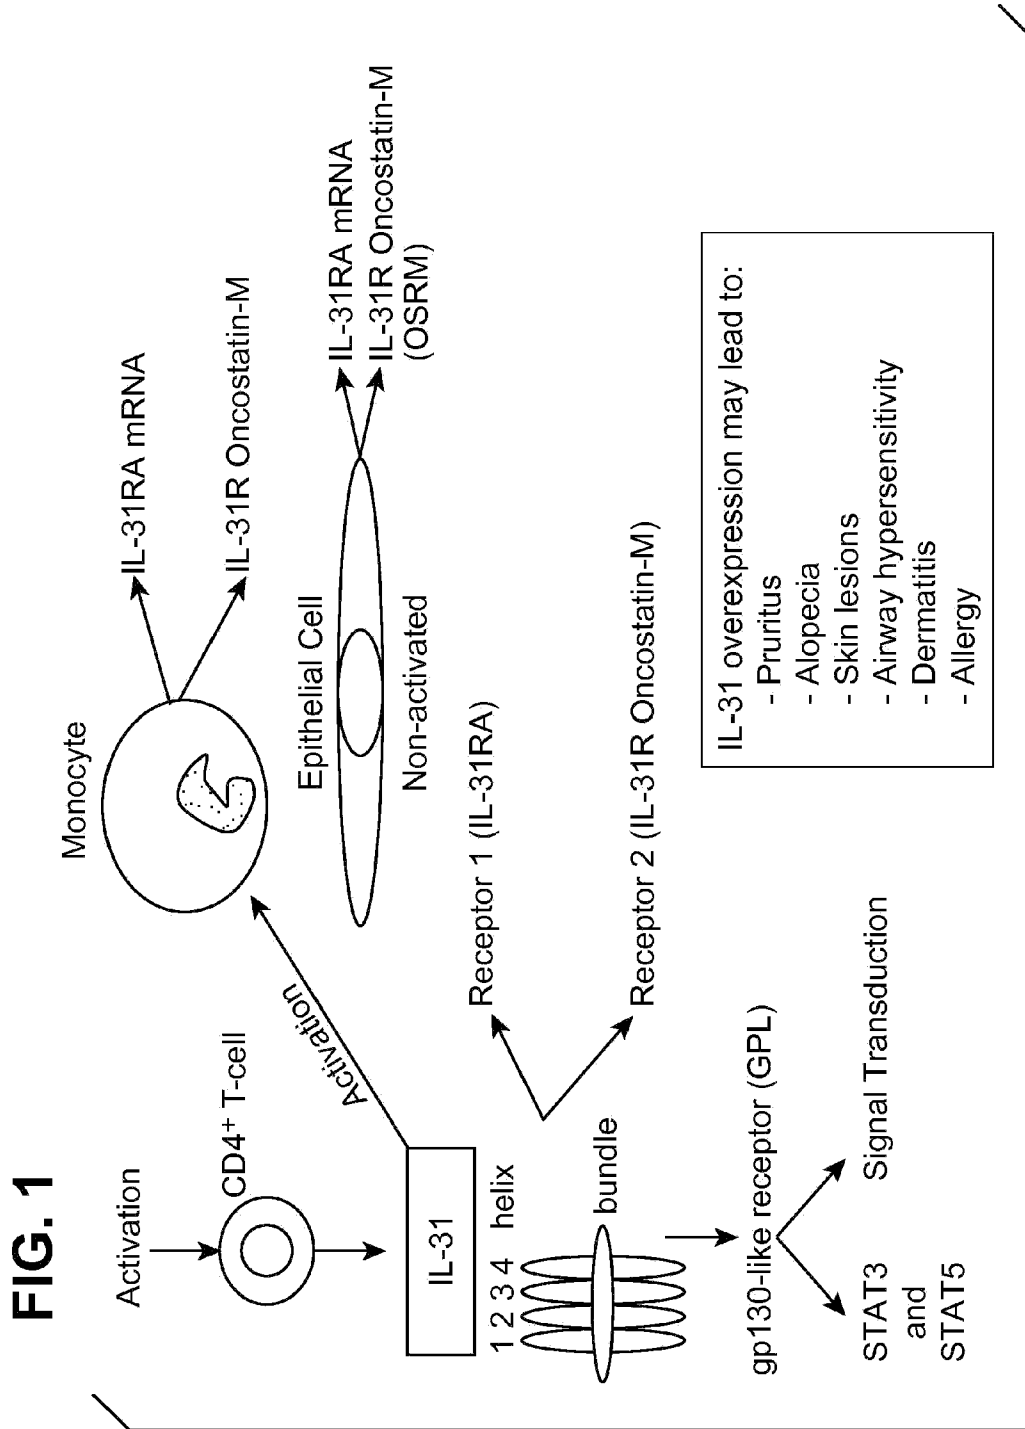 FIG. 1
Activation
CD4+ T-cell
IL-31
Activation
Monocyte
IL-31RA mRNA
IL-31R Oncostatin-M
Epithelial Cell
Non-activated
IL-31RA mRNA
IL-31R Oncostatin-M
(OSRM)
1 2 3 4 helix
bundle
Receptor 1 (IL-31RA)
Receptor 2 (IL-31R Oncostatin-M)
gp130-like receptor (GPL)
STAT3
and
STAT5
Signal Transduction
IL-31 overexpression may lead to:
- Pruritus
- Alopecia
- Skin lesions
- Airway hypersensitivity
- Dermatitis
- Allergy